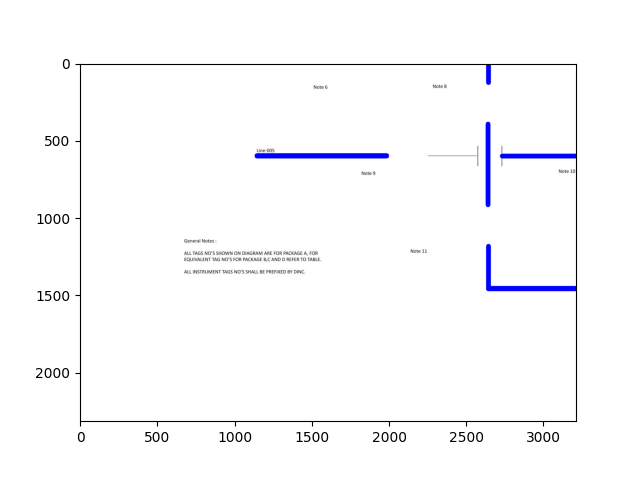 0
Note 6
Note 8
500
Line-005
Note 9
Note 10
1000
General Notes :
Note 11
ALL TAGS NO'S SHOWN ON DIAGRAM ARE FOR PACKAGE A, FOR
EQUIVALENT TAG NO'S FOR PACKAGE B,C AND D REFER TO TABLE.
ALL INSTRUMENT TAGS NO'S SHALL BE PREFIXED BY DINC.
1500
2000
0 500 1000 1500 2000 2500 3000